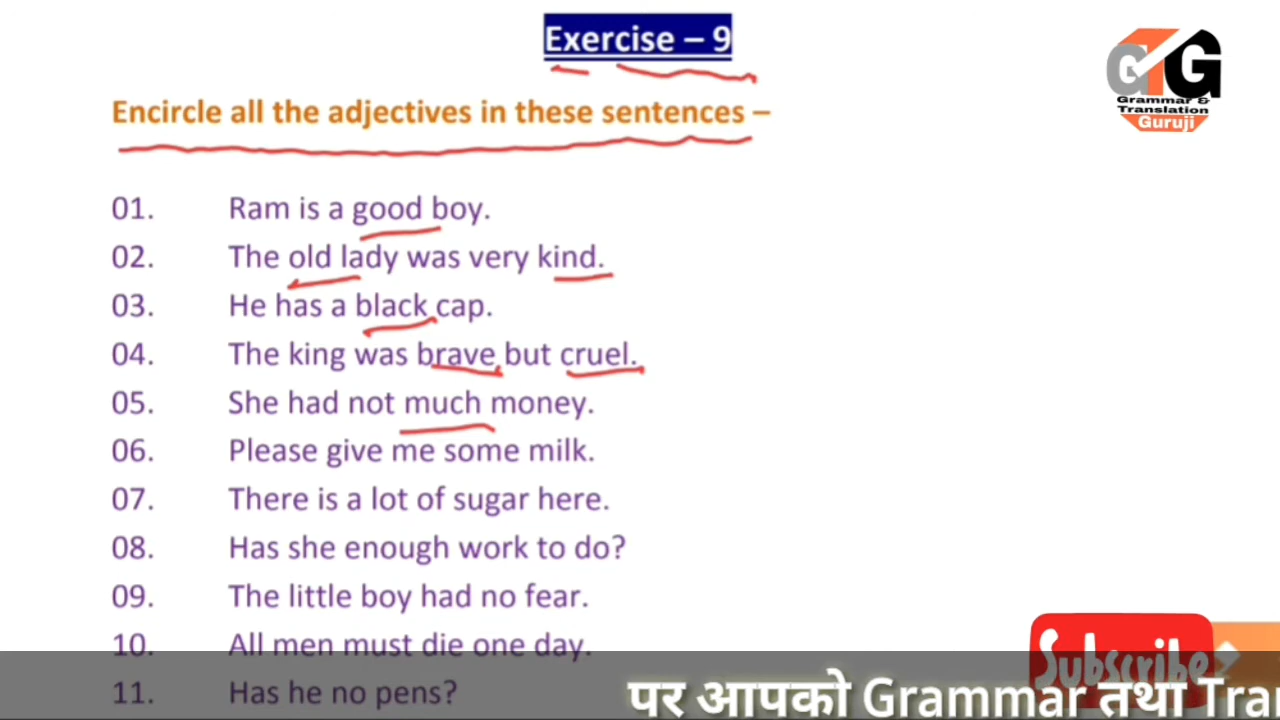 Exercise – 9
Encircle all the adjectives in these sentences –
GTG
Grammar &
Translation
Guruji
01. Ram is a good boy.
02. The old lady was very kind.
03. He has a black cap.
04. The king was brave but cruel.
05. She had not much money.
06. Please give me some milk.
07. There is a lot of sugar here.
08. Has she enough work to do?
09. The little boy had no fear.
10. All men must die one day.
11. Has he no pens?
Subscribe
पर आपको Grammar तथा Tran